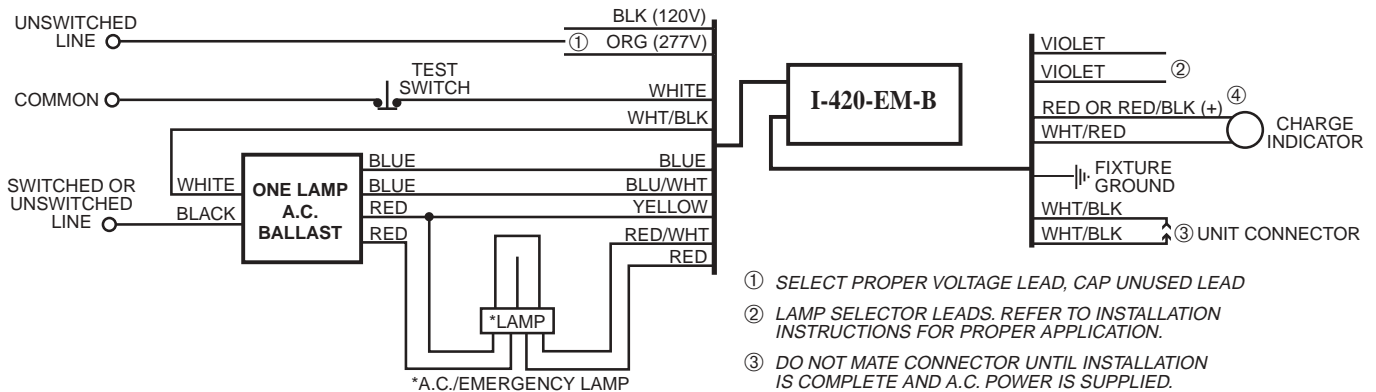 UNSWITCHED
LINE
BLK (120V)
① ORG (277V)
TEST
SWITCH
COMMON
WHITE
WHT/BLK
BLUE
BLUE
WHITE
BLUE
BLU/WHT
SWITCHED OR
UNSWITCHED
LINE
BLACK
ONE LAMP
A.C.
BALLAST
RED
YELLOW
RED
RED/WHT
RED
*LAMP
*A.C./EMERGENCY LAMP
I-420-EM-B
VIOLET
VIOLET
②
RED OR RED/BLK (+)
④
WHT/RED
CHARGE
INDICATOR
FIXTURE
GROUND
WHT/BLK
WHT/BLK
③ UNIT CONNECTOR
① SELECT PROPER VOLTAGE LEAD, CAP UNUSED LEAD
② LAMP SELECTOR LEADS. REFER TO INSTALLATION
INSTRUCTIONS FOR PROPER APPLICATION.
③ DO NOT MATE CONNECTOR UNTIL INSTALLATION
IS COMPLETE AND A.C. POWER IS SUPPLIED.